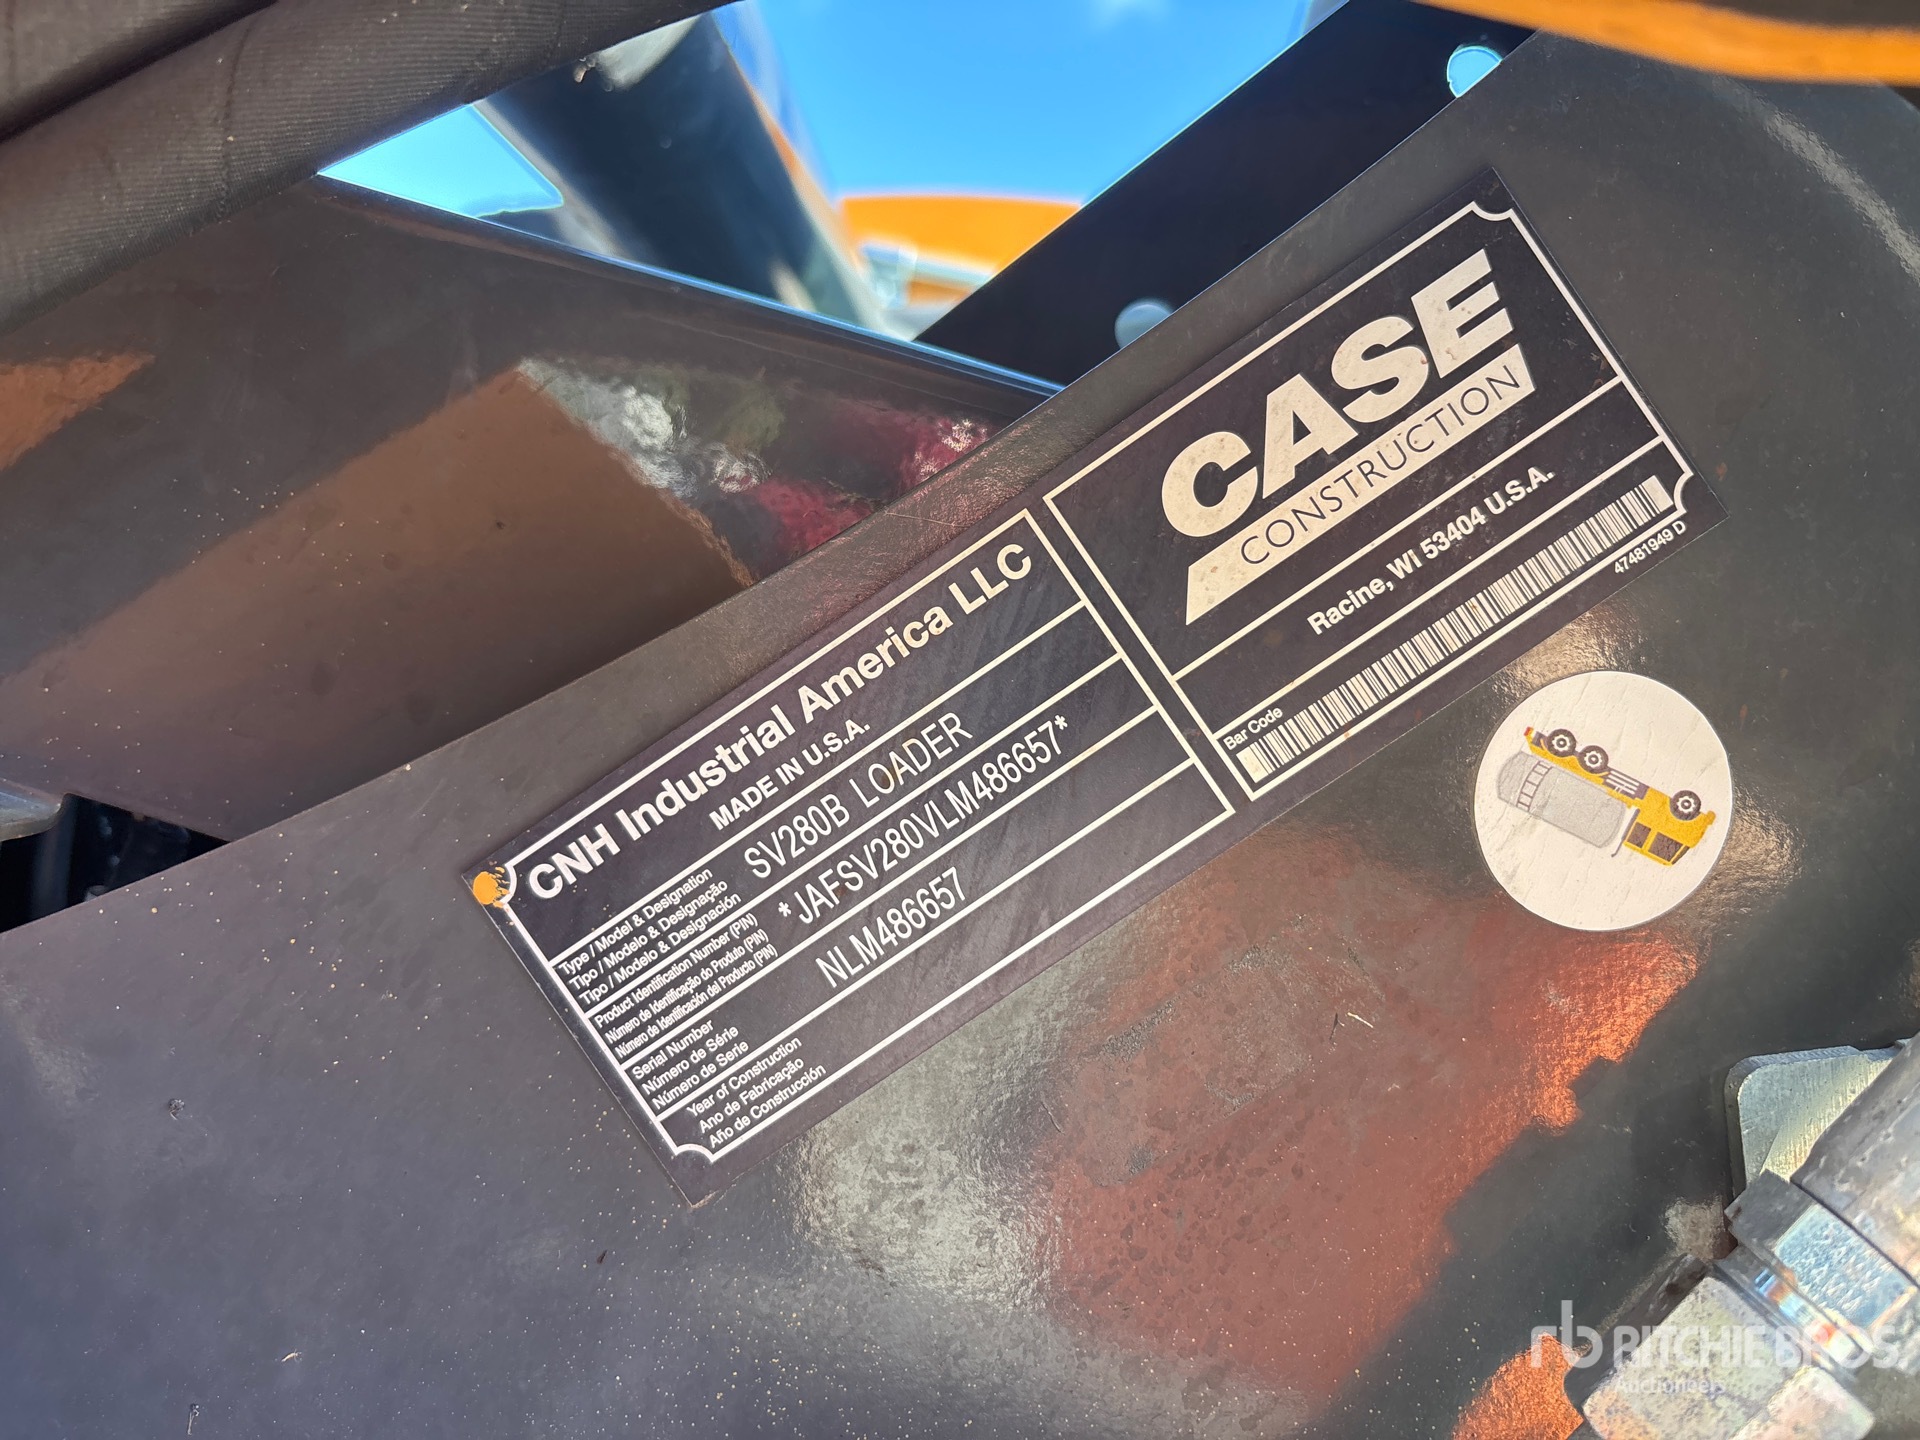 CASE
CONSTRUCTION
Racine, WI 53404 U.S.A.
Bar Code
47481949 D
CNH Industrial America LLC
MADE IN U.S.A.
Type / Model & Designation
Tipo / Modelo & Designação
Tipo / Modelo & Designación
SV280B LOADER
Product Identification Number (PIN)
Número de Identificação do Produto (PIN)
Número de Identificación del Producto (PIN)
*JAFSV280VLM486657*
Serial Number
Número de Série
Número de Serie
NLM486657
Year of Construction
Ano de Fabricação
Año de Construcción
rb RITCHIE BROS
Auctioneers